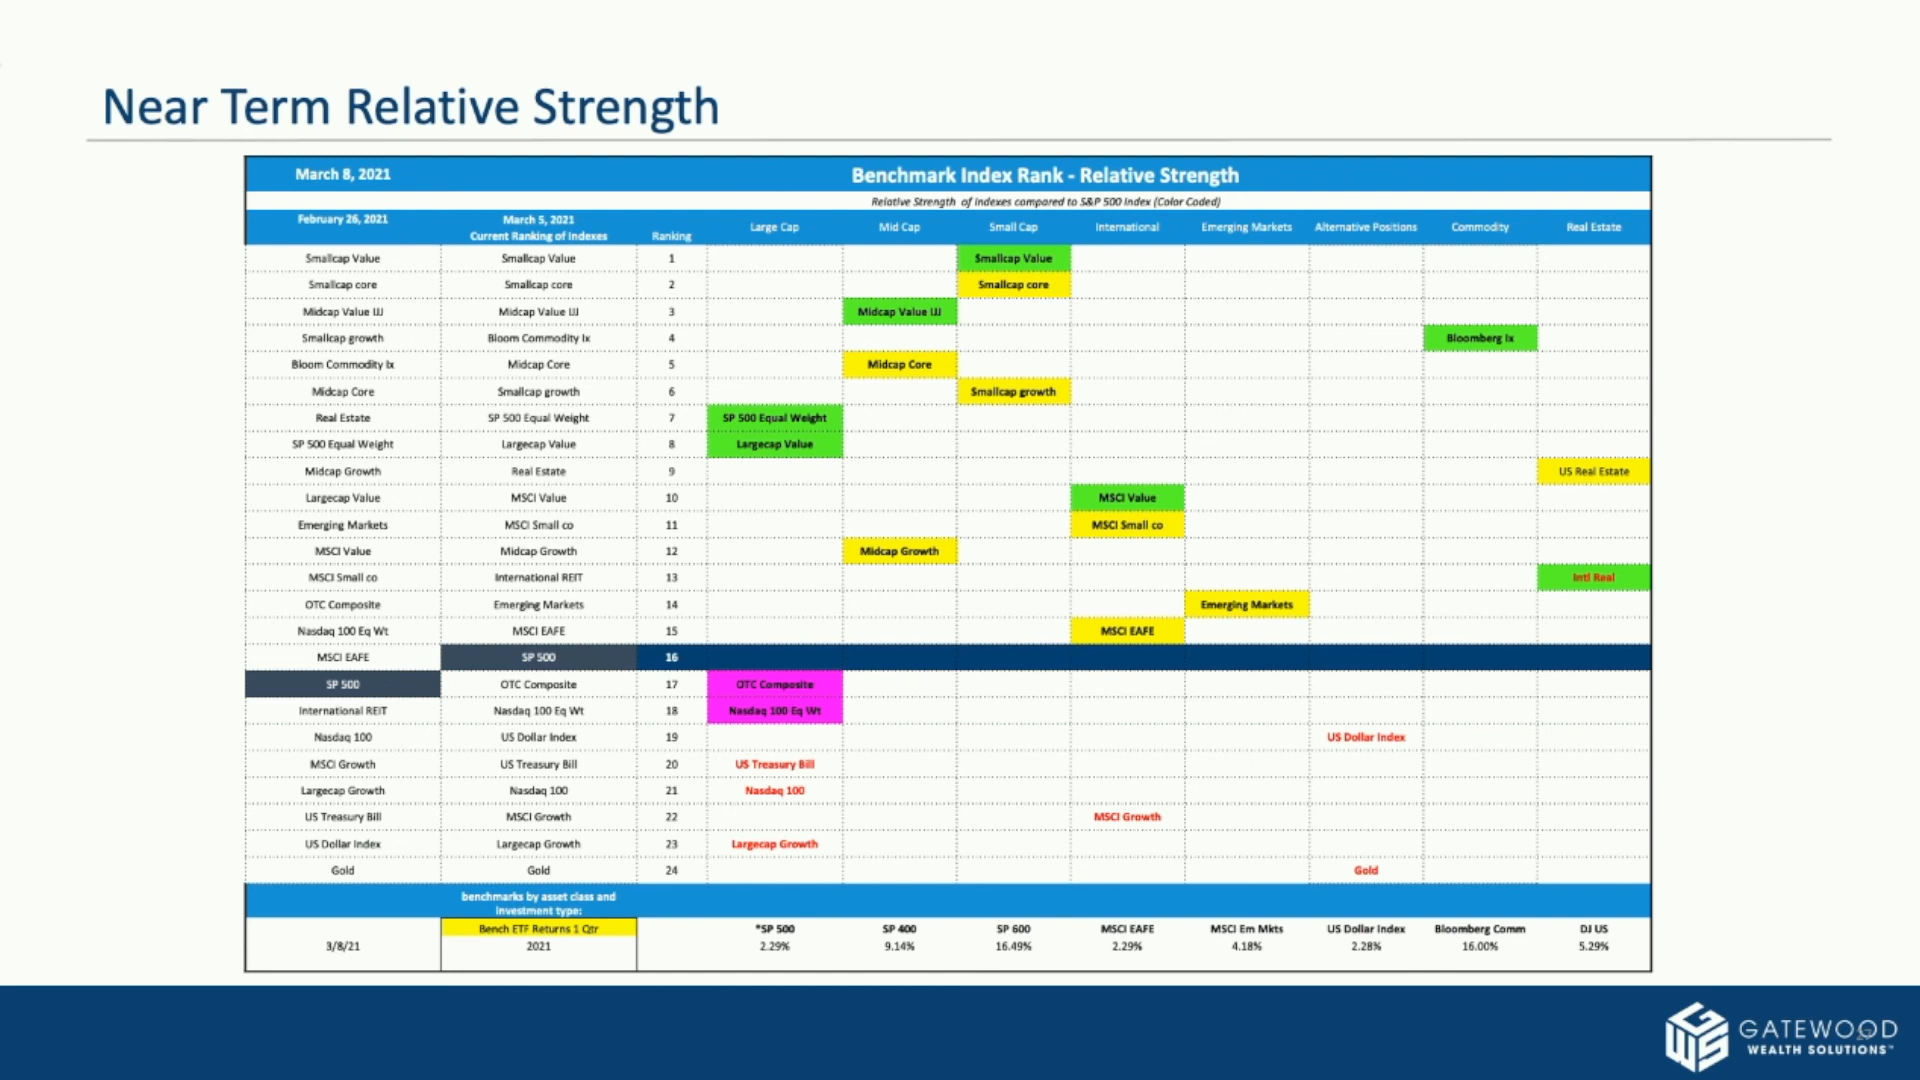 Near Term Relative Strength
March 8, 2021 Benchmark Index Rank - Relative Strength
Relative Strength of indexes compared to S&P 500 Index (Color Coded)
February 26, 2021 March 5, 2021
Current Ranking of Indexes Ranking Large Cap Mid Cap Small Cap International Emerging Markets Alternative Positions Commodity Real Estate
Smallcap Value Smallcap Value 1 Smallcap Value
Smallcap core Smallcap core 2 Smallcap core
Midcap Value IJJ Midcap Value IJJ 3 Midcap Value IJJ
Smallcap growth Bloom Commodity Ix 4 Bloomberg Ix
Bloom Commodity Ix Midcap Core 5 Midcap Core
Midcap Core Smallcap growth 6 Smallcap growth
Real Estate SP 500 Equal Weight 7 SP 500 Equal Weight
SP 500 Equal Weight Largecap Value 8 Largecap Value
Midcap Growth Real Estate 9 US Real Estate
Largecap Value MSCI Value 10 MSCI Value
Emerging Markets MSCI Small co 11 MSCI Small co
MSCI Value Midcap Growth 12 Midcap Growth
MSCI Small co International REIT 13 Intl Real
OTC Composite Emerging Markets 14 Emerging Markets
Nasdaq 100 Eq Wt MSCI EAFE 15 MSCI EAFE
MSCI EAFE SP 500 16
SP 500 OTC Composite 17 OTC Composite
International REIT Nasdaq 100 Eq Wt 18 Nasdaq 100 Eq Wt
Nasdaq 100 US Dollar Index 19 US Dollar Index
MSCI Growth US Treasury Bill 20 US Treasury Bill
Largecap Growth Nasdaq 100 21 Nasdaq 100
US Treasury Bill MSCI Growth 22 MSCI Growth
US Dollar Index Largecap Growth 23 Largecap Growth
Gold Gold 24 Gold
benchmarks by asset class and
investment type:
Bench ETF Returns 1 Qtr *SP 500 SP 400 SP 600 MSCI EAFE MSCI Em Mkts US Dollar Index Bloomberg Comm DJ US
3/8/21 2021 2.29% 9.14% 16.49% 2.29% 4.18% 2.28% 16.00% 5.29%
GATEWOOD
WEALTH SOLUTIONS™